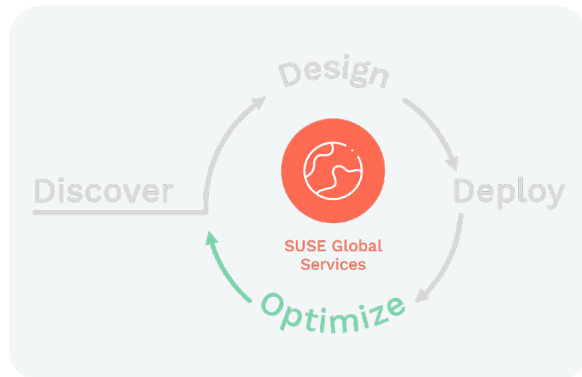 Design
Discover
Deploy
SUSE Global
Services
Optimize